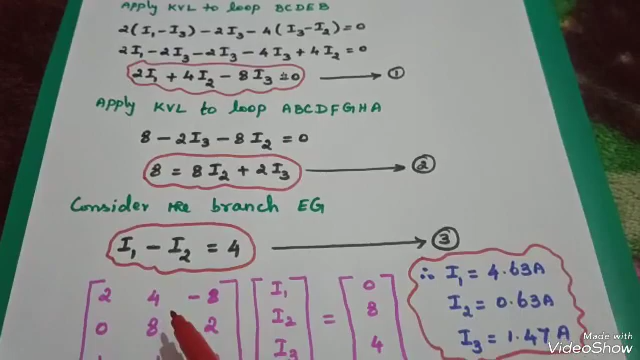 Apply KVL to loop BCDEB
2(I₁-I₃) - 2I₃ - 4(I₃-I₂) = 0
2I₁ - 2I₃ - 2I₃ - 4I₃ + 4I₂ = 0
2I₁ + 4I₂ - 8I₃ = 0 → ①
Apply KVL to loop ABCDFGHA
8 - 2I₃ - 8I₂ = 0
8 = 8I₂ + 2I₃ → ②
Consider the branch EG
I₁ - I₂ = 4 → ③
[2 4 -8] [I₁] = [0]
[0 8 2] [I₂] [8]
[I₃] [4]
∴ I₁ = 4.63A
I₂ = 0.63A
I₃ = 1.47A
Made With
VideoShow